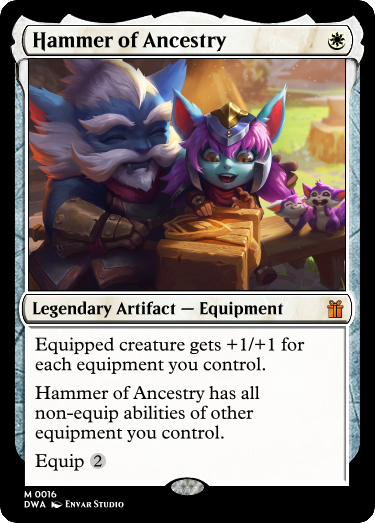 Hammer of Ancestry
Legendary Artifact — Equipment
Equipped creature gets +1/+1 for
each equipment you control.
Hammer of Ancestry has all
non-equip abilities of other
equipment you control.
Equip 2
M 0016
DWA Envar Studio